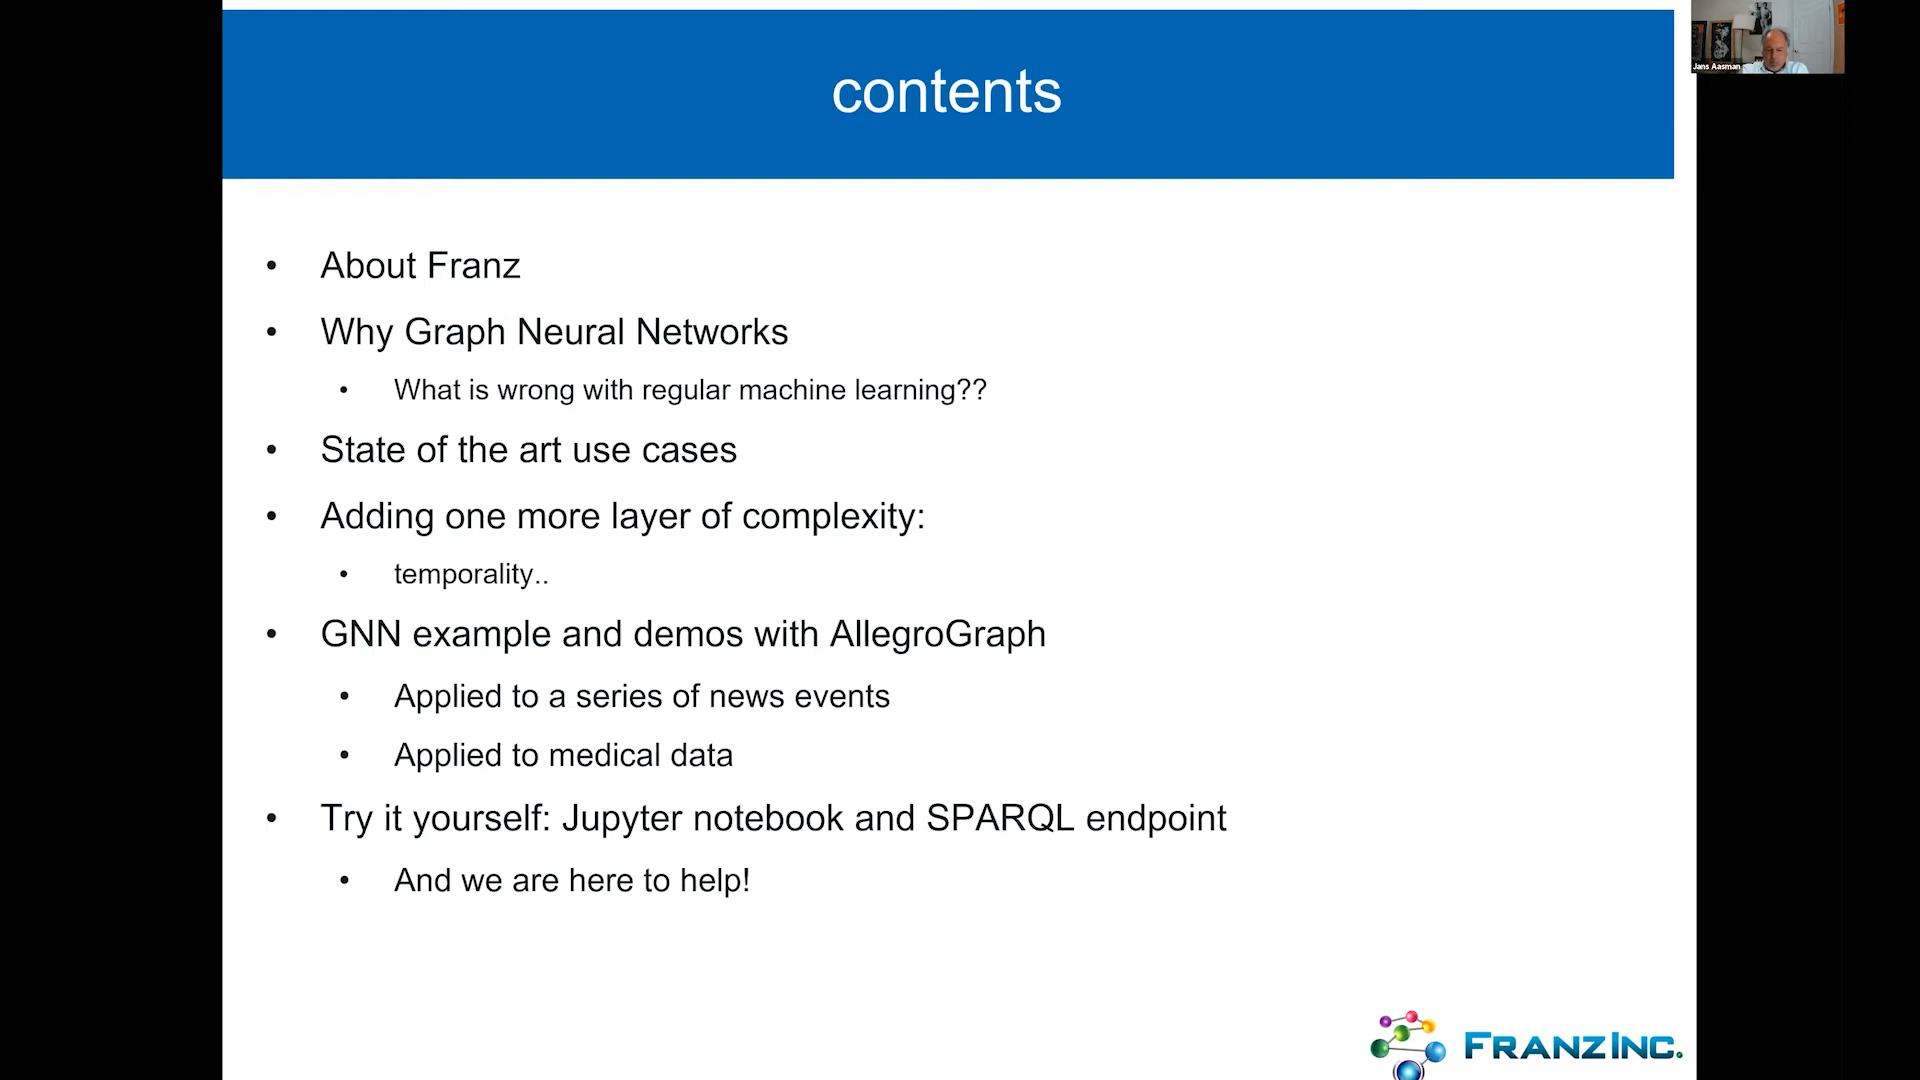 contents
Jans Aasman
• About Franz
• Why Graph Neural Networks
• What is wrong with regular machine learning??
• State of the art use cases
• Adding one more layer of complexity:
• temporality..
• GNN example and demos with AllegroGraph
• Applied to a series of news events
• Applied to medical data
• Try it yourself: Jupyter notebook and SPARQL endpoint
• And we are here to help!
FRANZ INC.